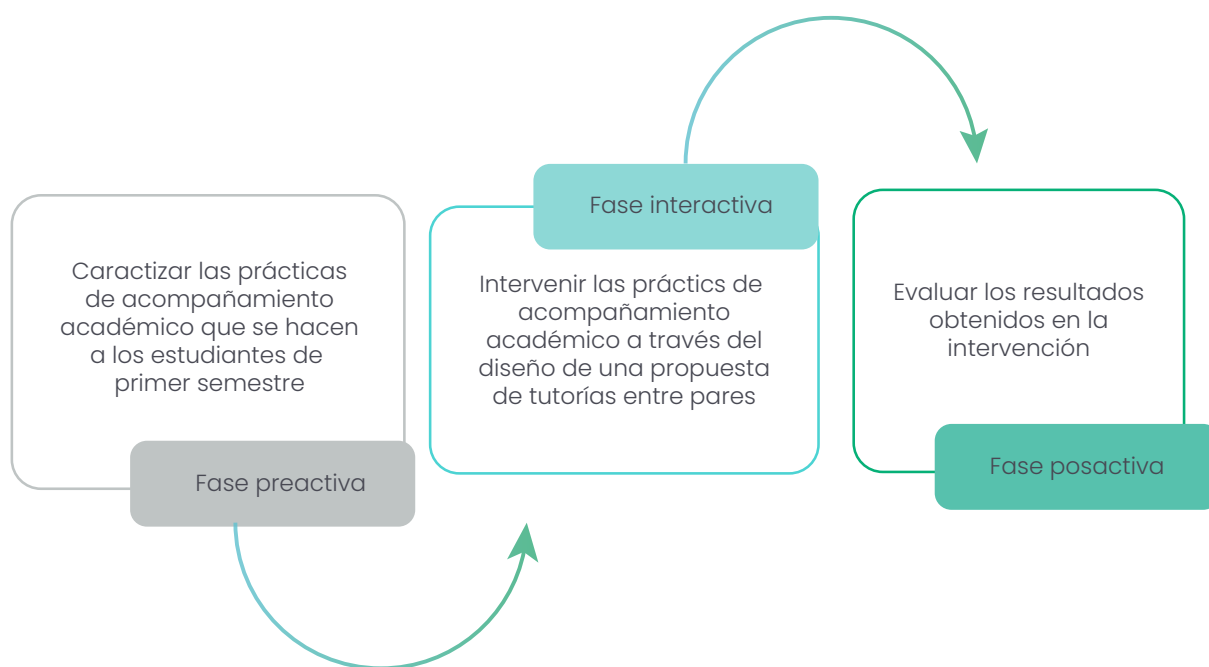 Caractizar las prácticas
de acompañamiento
académico que se hacen
a los estudiantes de
primer semestre
Fase preactiva
Fase interactiva
Intervenir las práctics de
acompañamiento
académico a través del
diseño de una propuesta
de tutorías entre pares
Evaluar los resultados
obtenidos en la
intervención
Fase posactiva